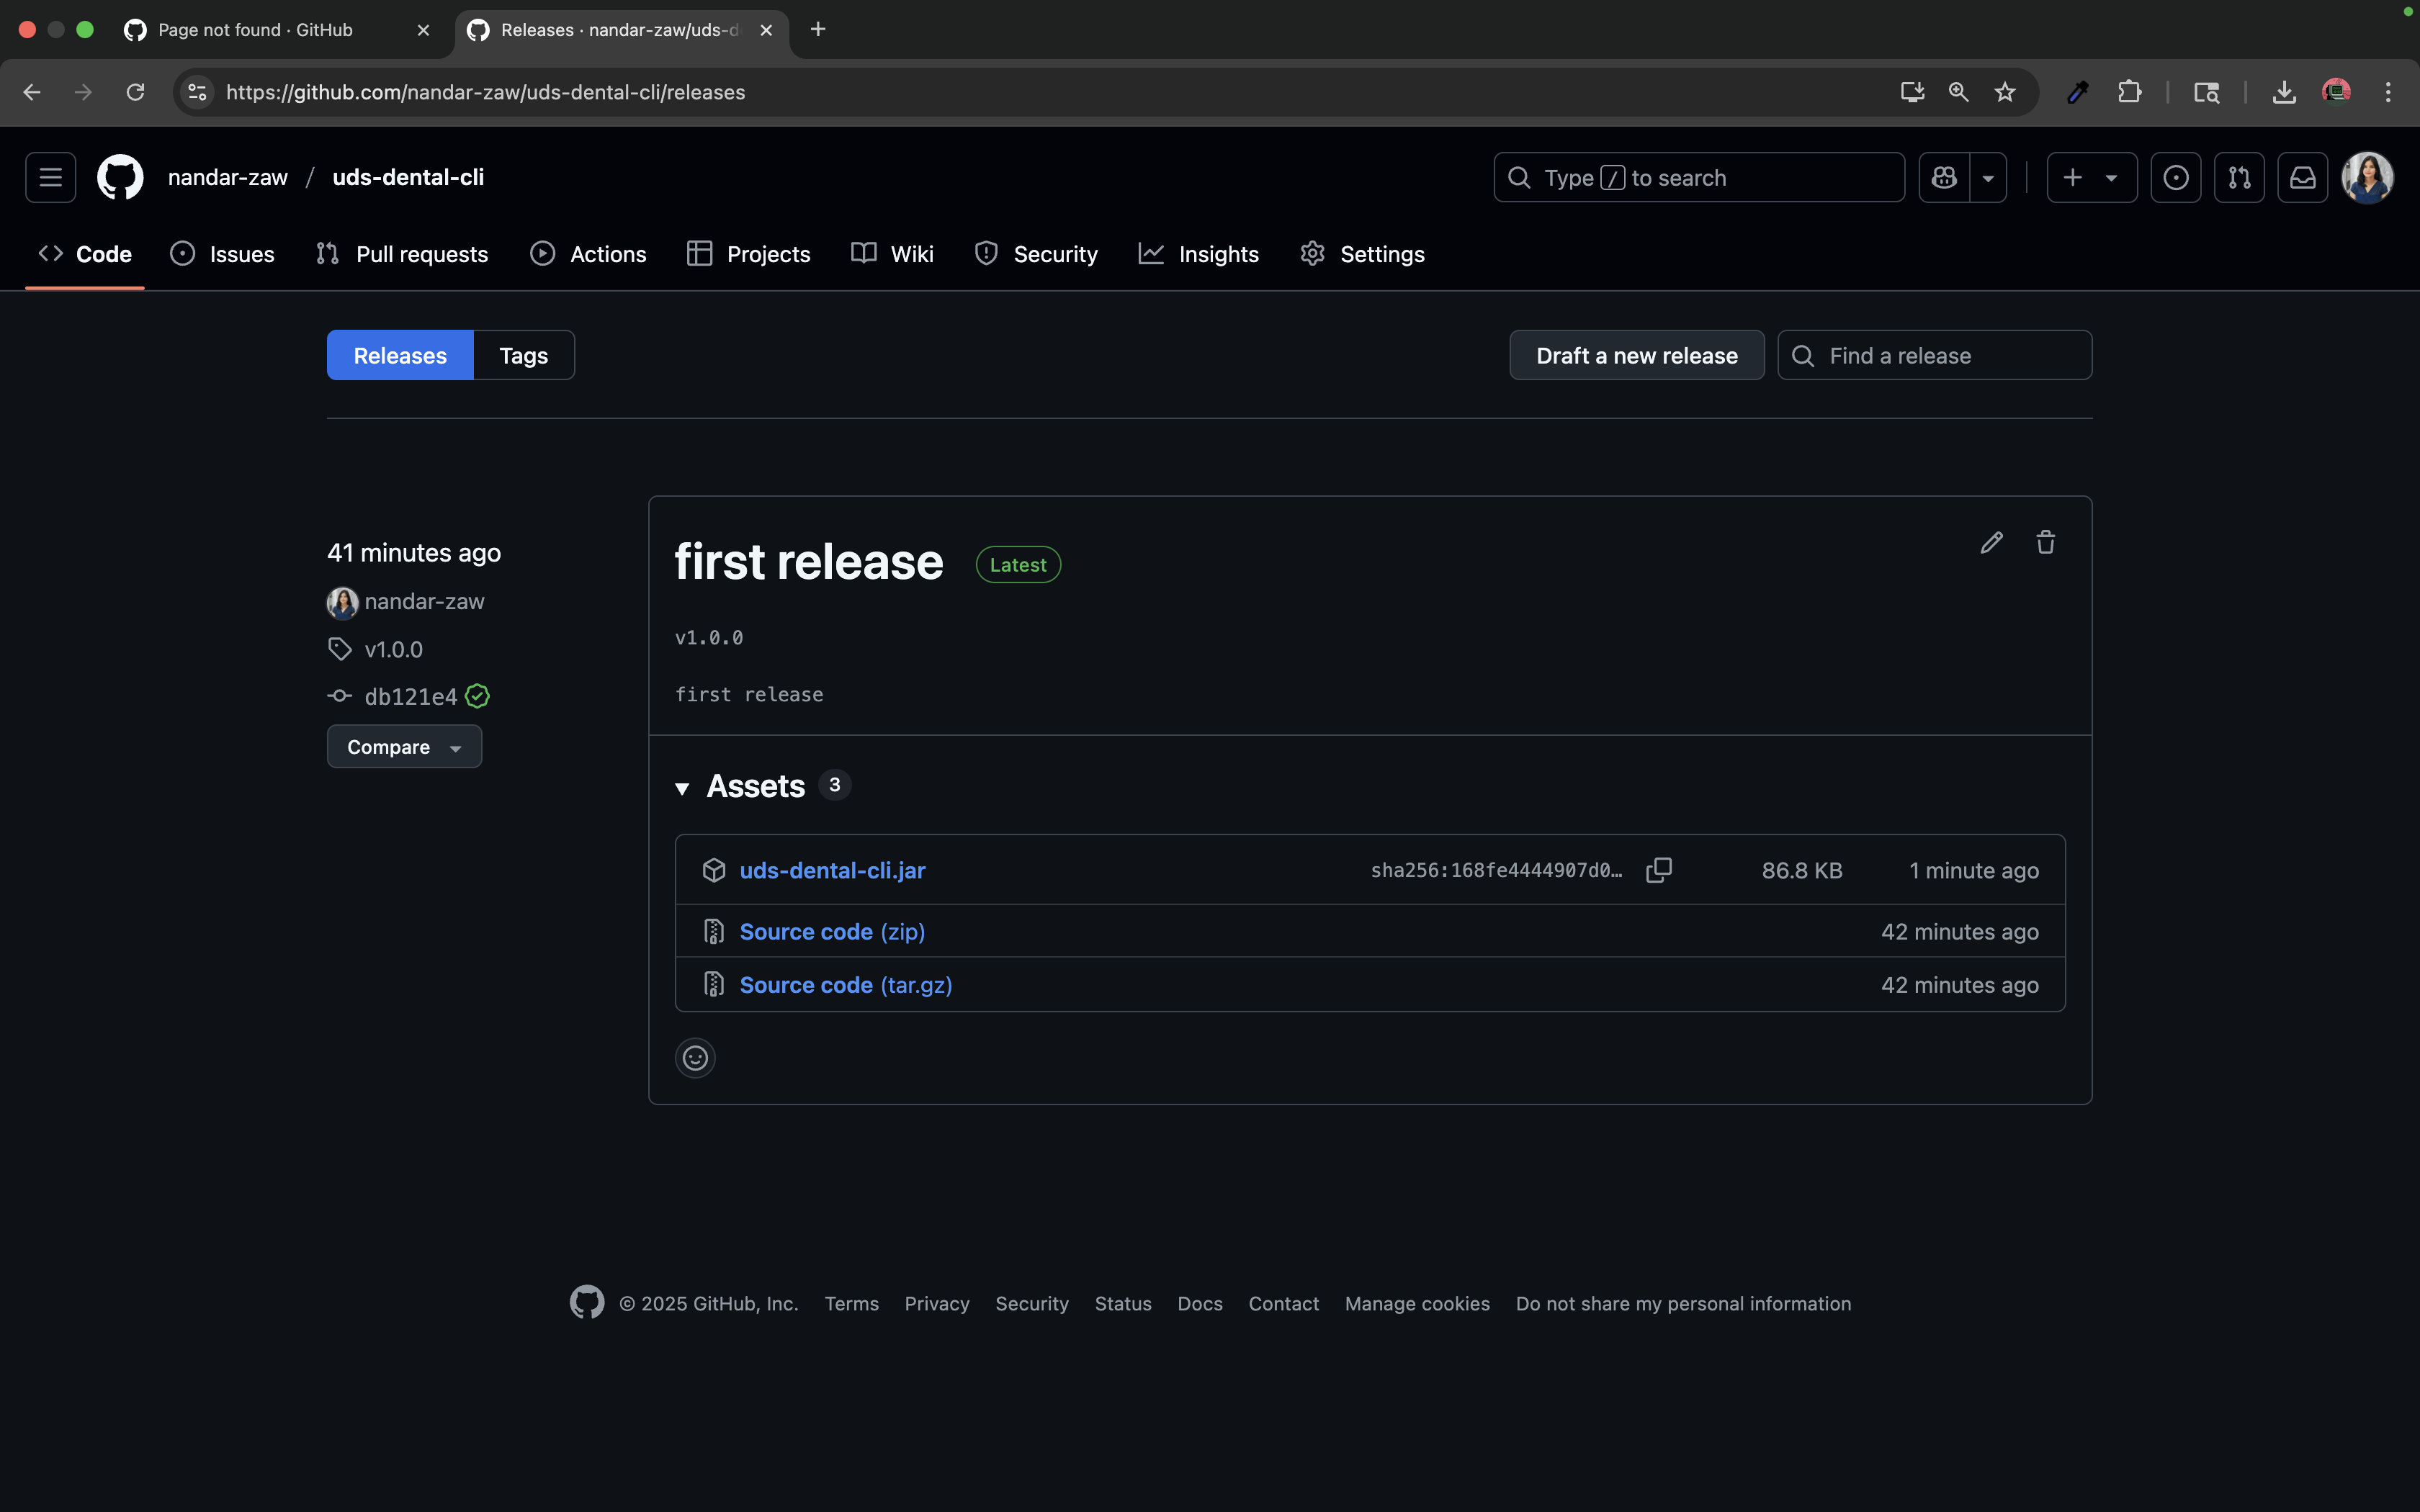 Page not found · GitHub
Releases · nandar-zaw/uds-d
https://github.com/nandar-zaw/uds-dental-cli/releases
nandar-zaw / uds-dental-cli
Type / to search
Code
Issues
Pull requests
Actions
Projects
Wiki
Security
Insights
Settings
Releases
Tags
Draft a new release
Find a release
41 minutes ago
nandar-zaw
v1.0.0
db121e4
Compare
first release
Latest
v1.0.0
first release
Assets 3
uds-dental-cli.jar
sha256:168fe4444907d0…
86.8 KB
1 minute ago
Source code (zip)
42 minutes ago
Source code (tar.gz)
42 minutes ago
© 2025 GitHub, Inc.
Terms
Privacy
Security
Status
Docs
Contact
Manage cookies
Do not share my personal information